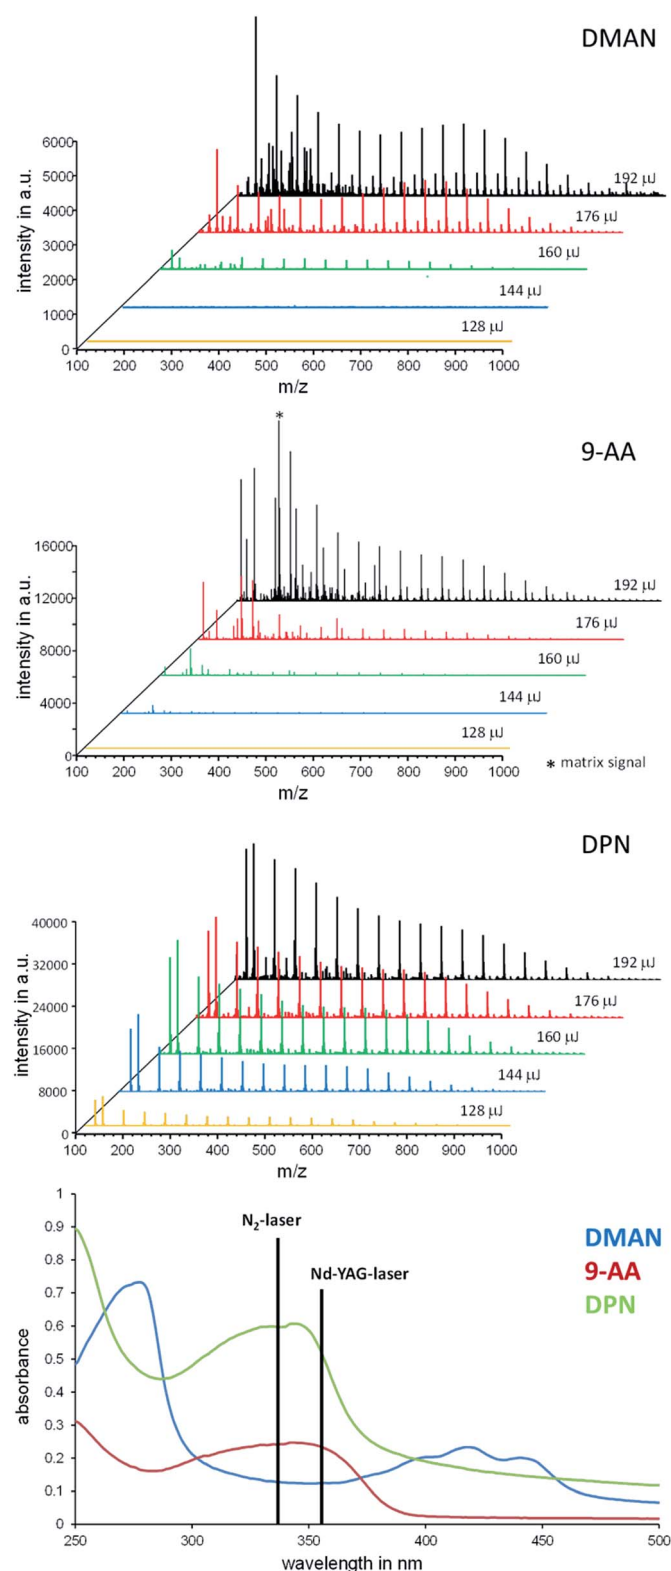 DMAN
6000
5000
4000
3000
2000
1000
0
intensity in a.u.
192 µJ
176 µJ
160 µJ
144 µJ
128 µJ
100 200 300 400 500 600 700 800 900 1000
m/z
9-AA
*
16000
12000
8000
4000
0
intensity in a.u.
192 µJ
176 µJ
160 µJ
144 µJ
128 µJ
100 200 300 400 500 600 700 800 900 1000
m/z
* matrix signal
DPN
40000
32000
24000
16000
8000
0
intensity in a.u.
192 µJ
176 µJ
160 µJ
144 µJ
128 µJ
100 200 300 400 500 600 700 800 900 1000
m/z
1
0.9
0.8
0.7
0.6
0.5
0.4
0.3
0.2
0.1
0
absorbance
N₂-laser
Nd-YAG-laser
DMAN
9-AA
DPN
250 300 350 400 450 500
wavelength in nm